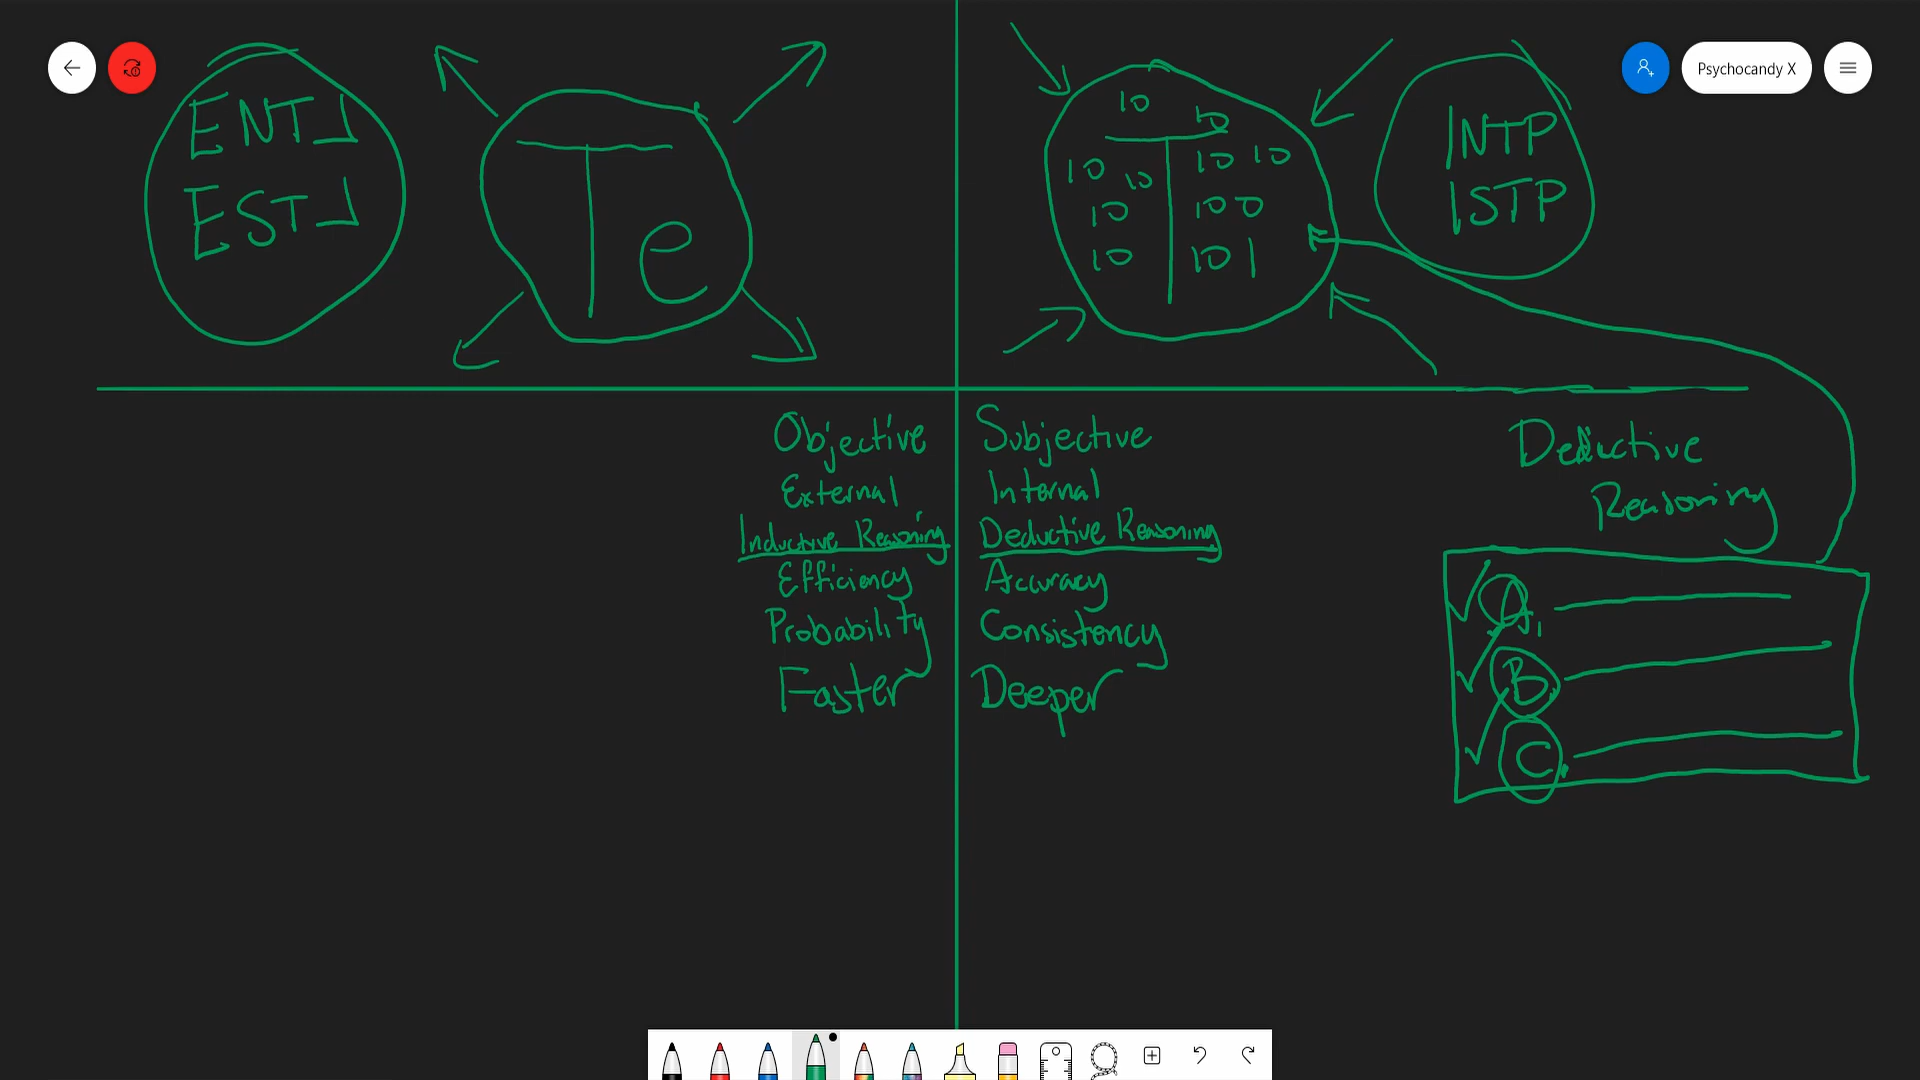 Psychocandy X
ENTJ
ESTJ
Te
10
10
10 10
10 10
10
100
10
101
INTP
ISTP
Objective
External
Inductive Reasoning
Efficiency
Probability
Faster
Subjective
Internal
Deductive Reasoning
Accuracy
Consistency
Deeper
Deductive
Reasoning
A,
B
C.